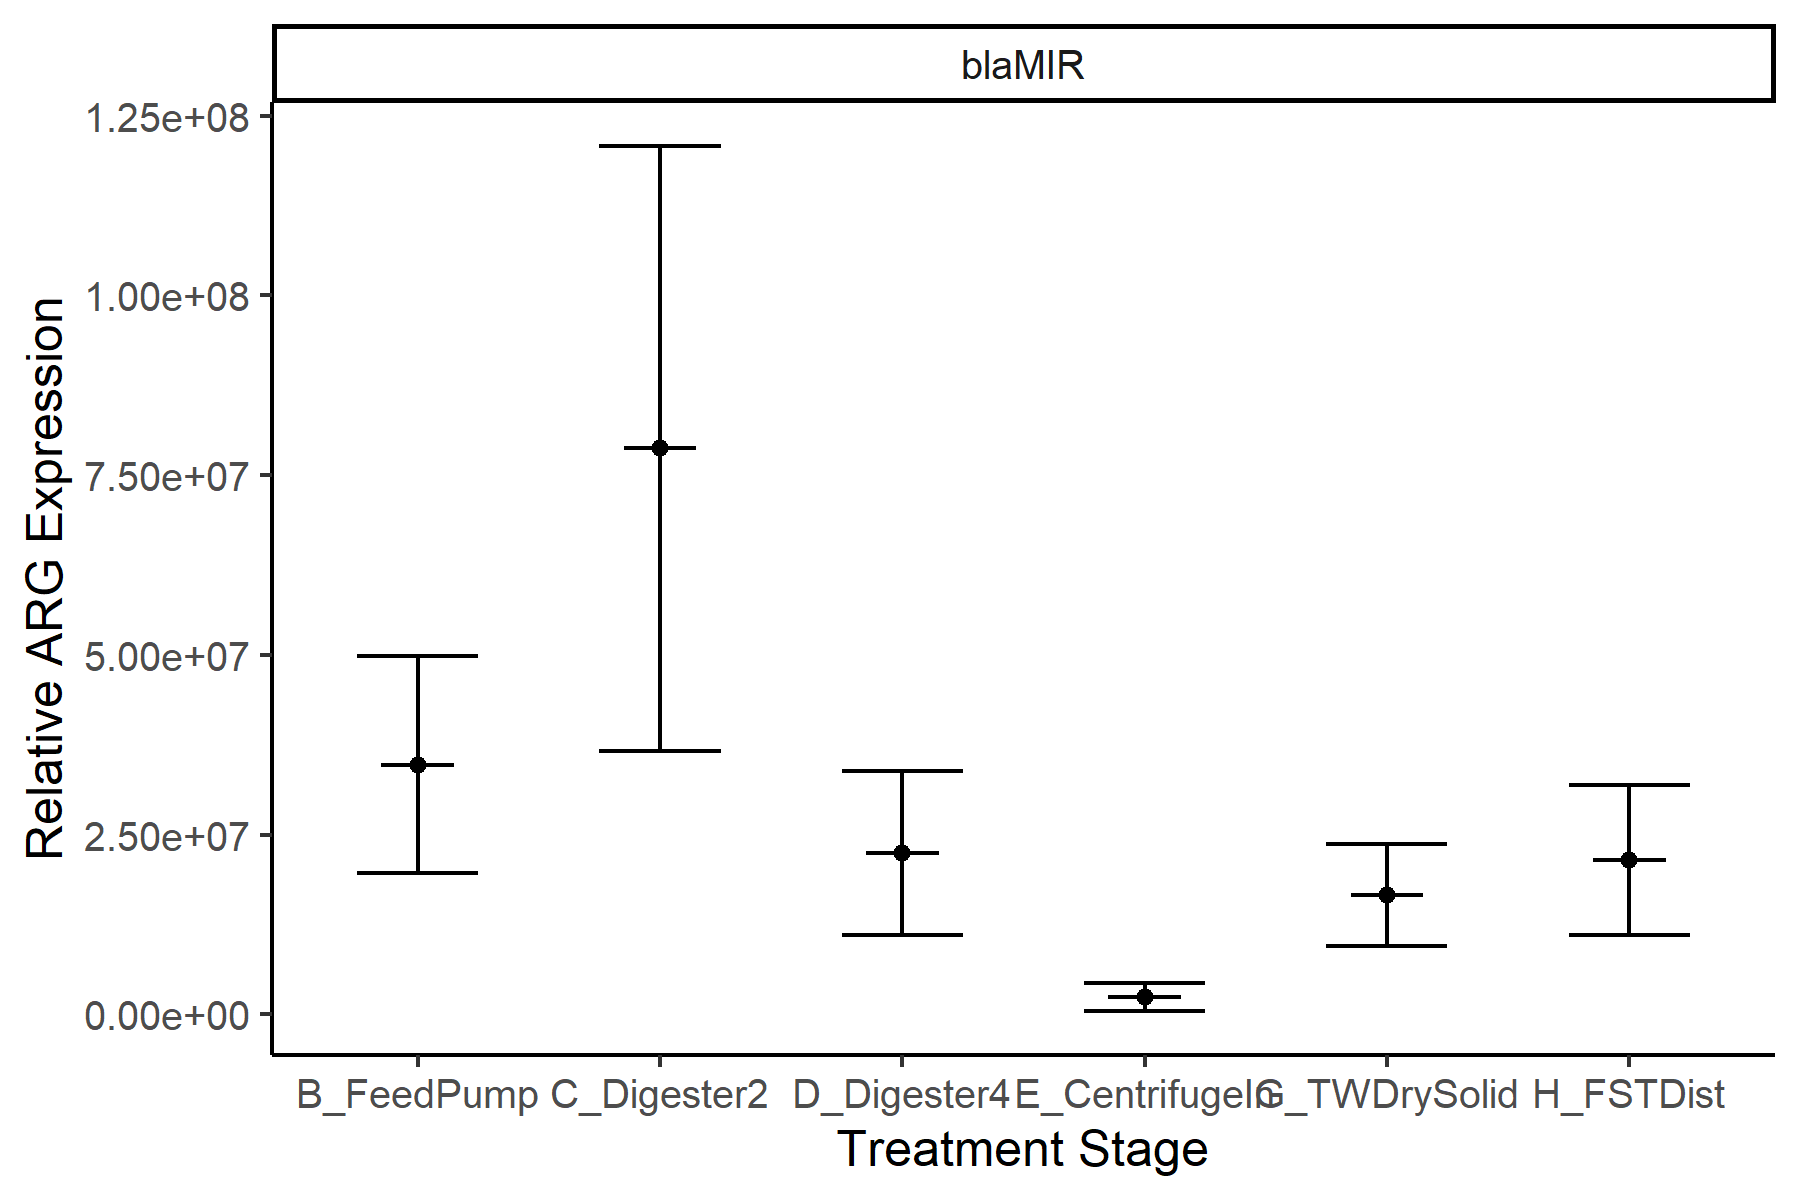 blaMIR
1.25e+08
1.00e+08
7.50e+07
5.00e+07
2.50e+07
0.00e+00
Relative ARG Expression
B_FeedPump C_Digester2 D_Digester4 E_CentrifugeIn G_TWDrySolid H_FSTDist
Treatment Stage